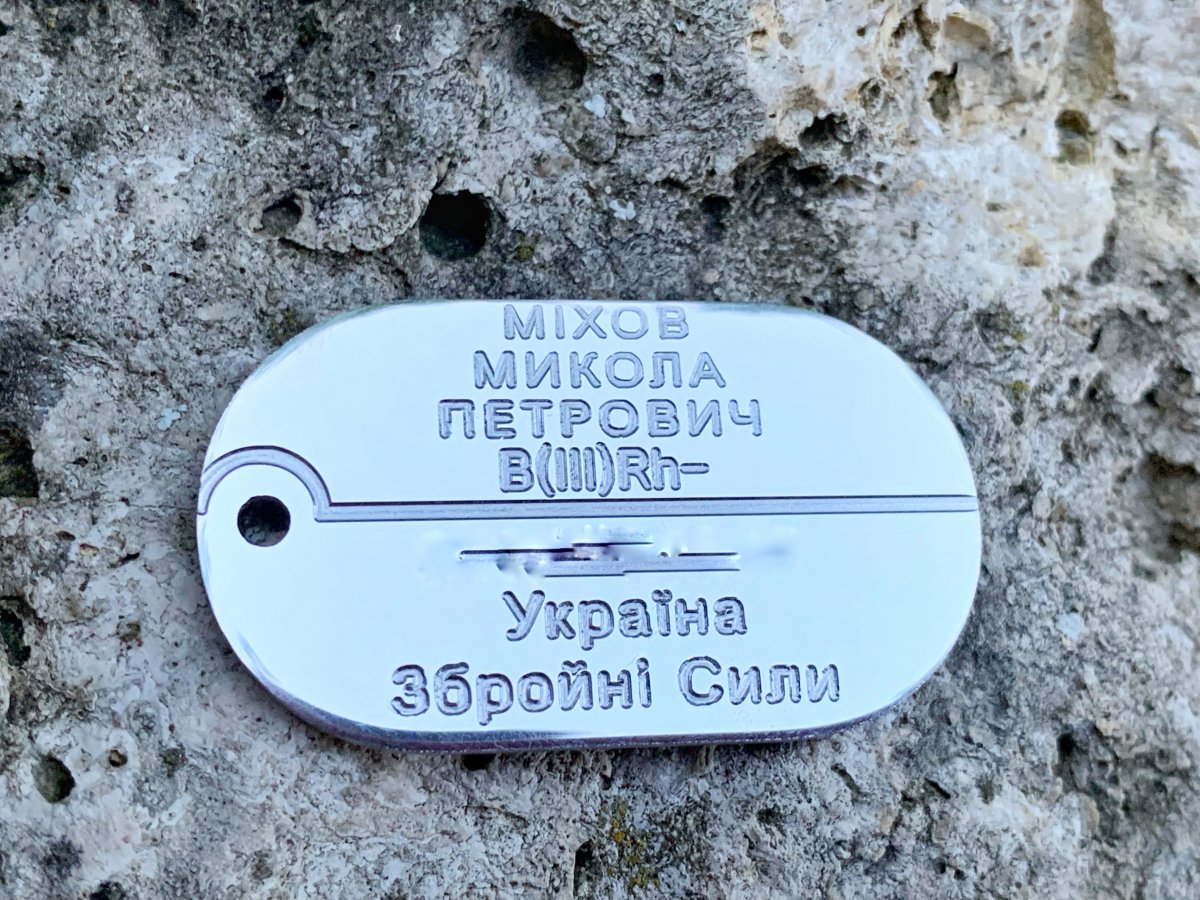 МІХОВ
МИКОЛА
ПЕТРОВИЧ
B(III)Rh–
Україна
Збройні Сили